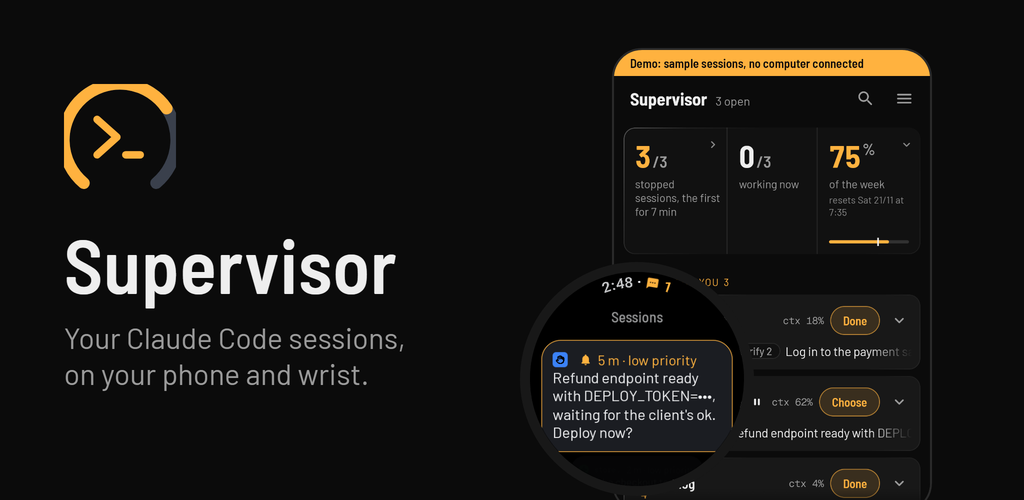 Supervisor
Your Claude Code sessions,
on your phone and wrist.
Demo: sample sessions, no computer connected
Supervisor 3 open
3/3
stopped
sessions, the first
for 7 min
0/3
working now
75%
of the week
resets Sat 21/11 at
7:35
YOU 3
ctx 18% Done
Log in to the payment
ctx 62% Choose
endpoint ready with
ctx 4% Done
2:48 · 7
Sessions
5 m · low priority
Refund endpoint ready
with DEPLOY_TOKEN=•••,
waiting for the client's ok.
Deploy now?